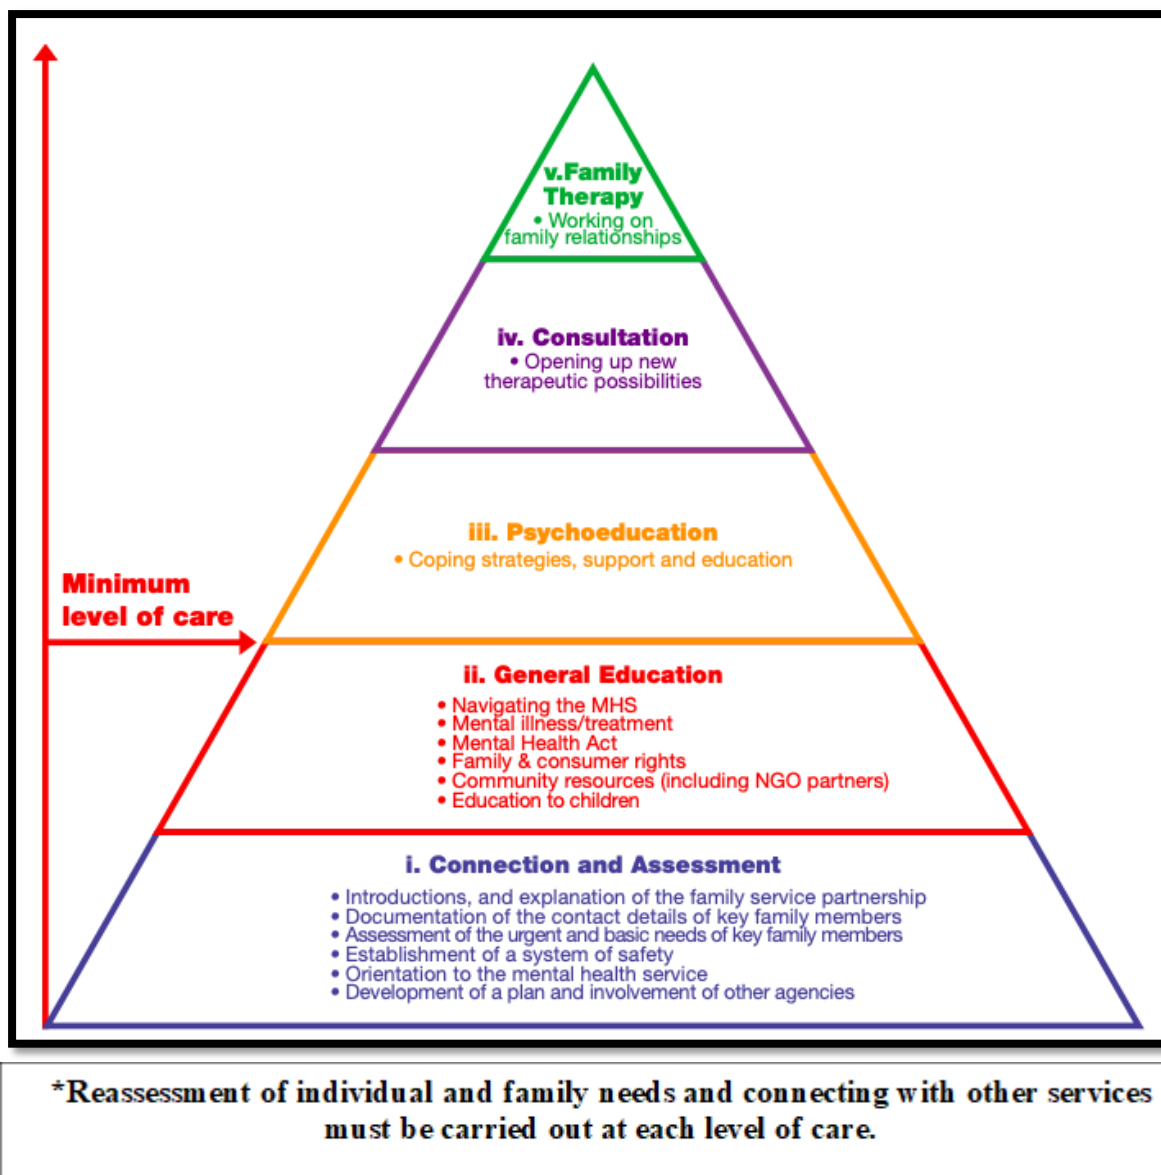 v.Family
Therapy
• Working on
family relationships
iv. Consultation
• Opening up new
therapeutic possibilities
iii. Psychoeducation
• Coping strategies, support and education
Minimum
level of care
ii. General Education
• Navigating the MHS
• Mental illness/treatment
• Mental Health Act
• Family & consumer rights
• Community resources (including NGO partners)
• Education to children
i. Connection and Assessment
• Introductions, and explanation of the family service partnership
• Documentation of the contact details of key family members
• Assessment of the urgent and basic needs of key family members
• Establishment of a system of safety
• Orientation to the mental health service
• Development of a plan and involvement of other agencies
*Reassessment of individual and family needs and connecting with other services
must be carried out at each level of care.